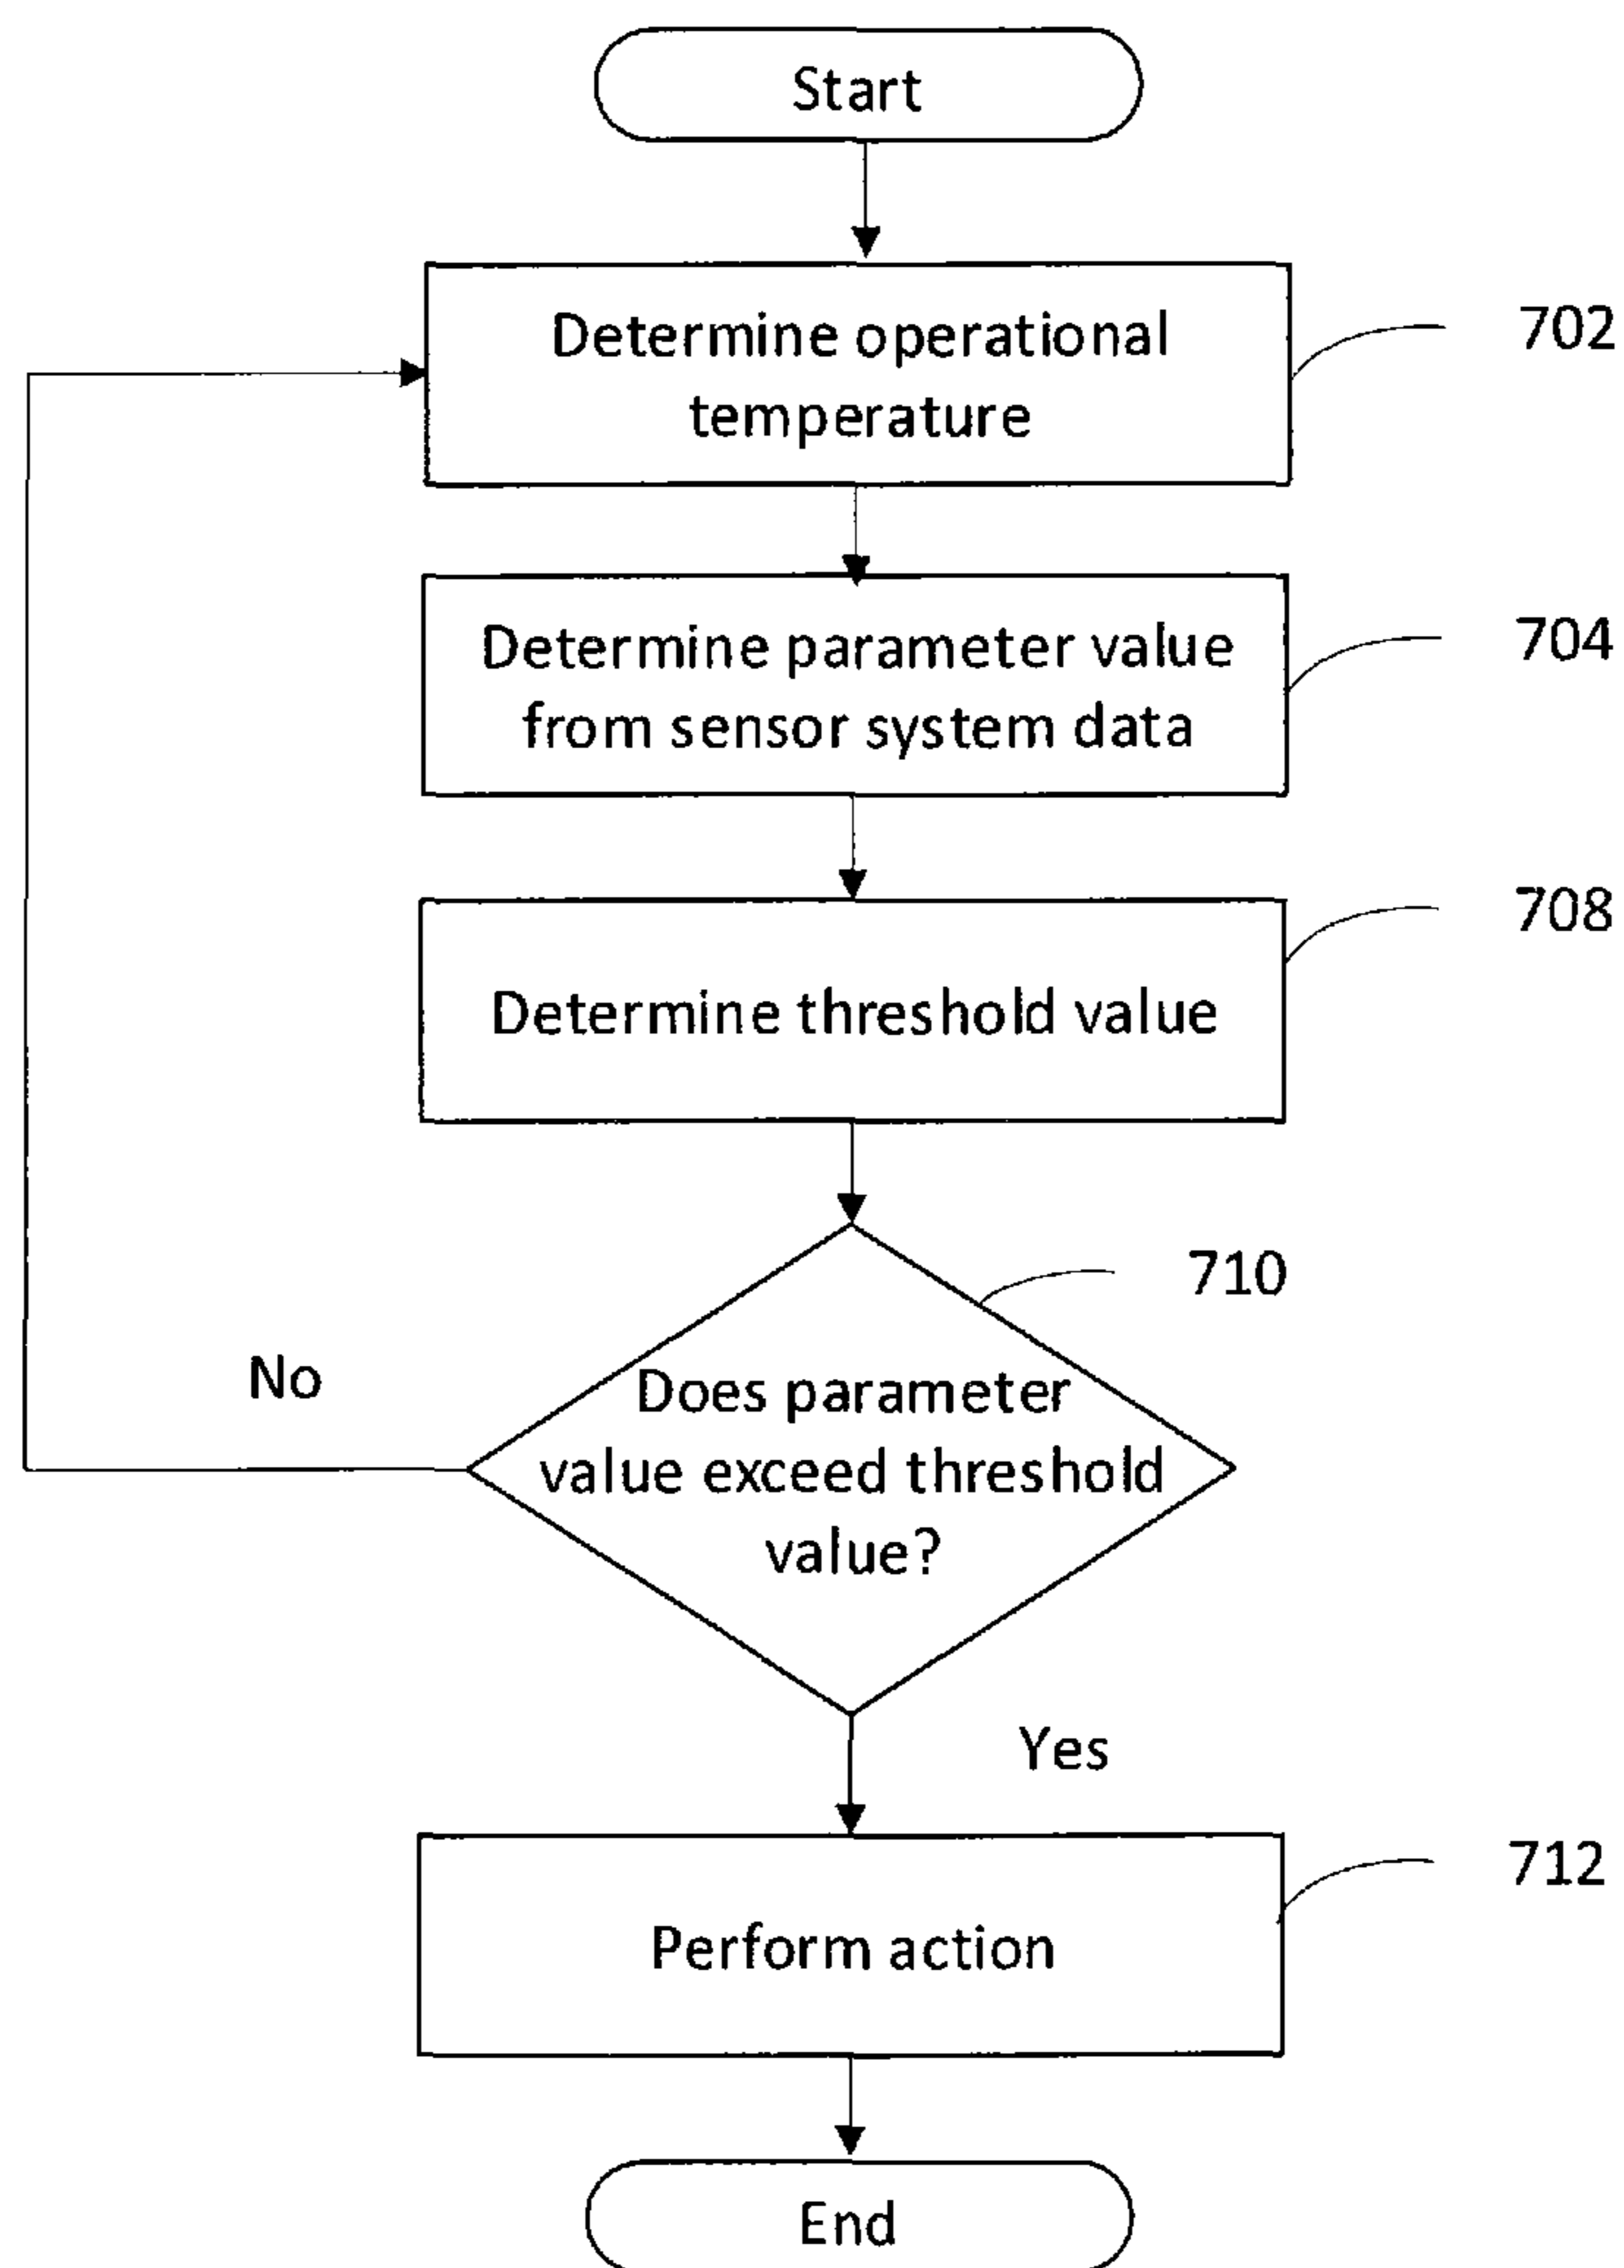 Start
Determine operational
temperature
702
Determine parameter value
from sensor system data
704
708
Determine threshold value
710
No
Does parameter
value exceed threshold
value?
Yes
712
Perform action
End